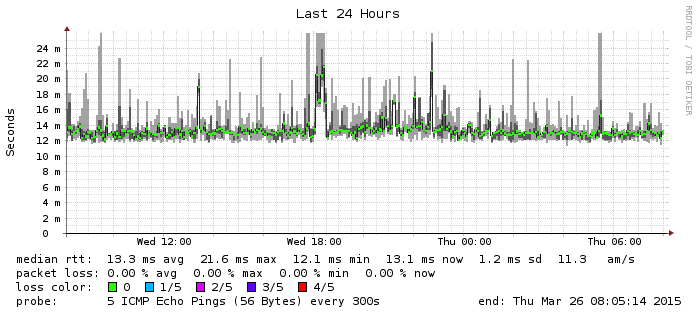 Last 24 Hours
RRDTOOL / TOBI OETIKER
Seconds
24 m
22 m
20 m
18 m
16 m
14 m
12 m
10 m
8 m
6 m
4 m
2 m
0
Wed 12:00 Wed 18:00 Thu 00:00 Thu 06:00
median rtt: 13.3 ms avg 21.6 ms max 12.1 ms min 13.1 ms now 1.2 ms sd 11.3 am/s
packet loss: 0.00 % avg 0.00 % max 0.00 % min 0.00 % now
loss color: 0 1/5 2/5 3/5 4/5
probe: 5 ICMP Echo Pings (56 Bytes) every 300s end: Thu Mar 26 08:05:14 2015